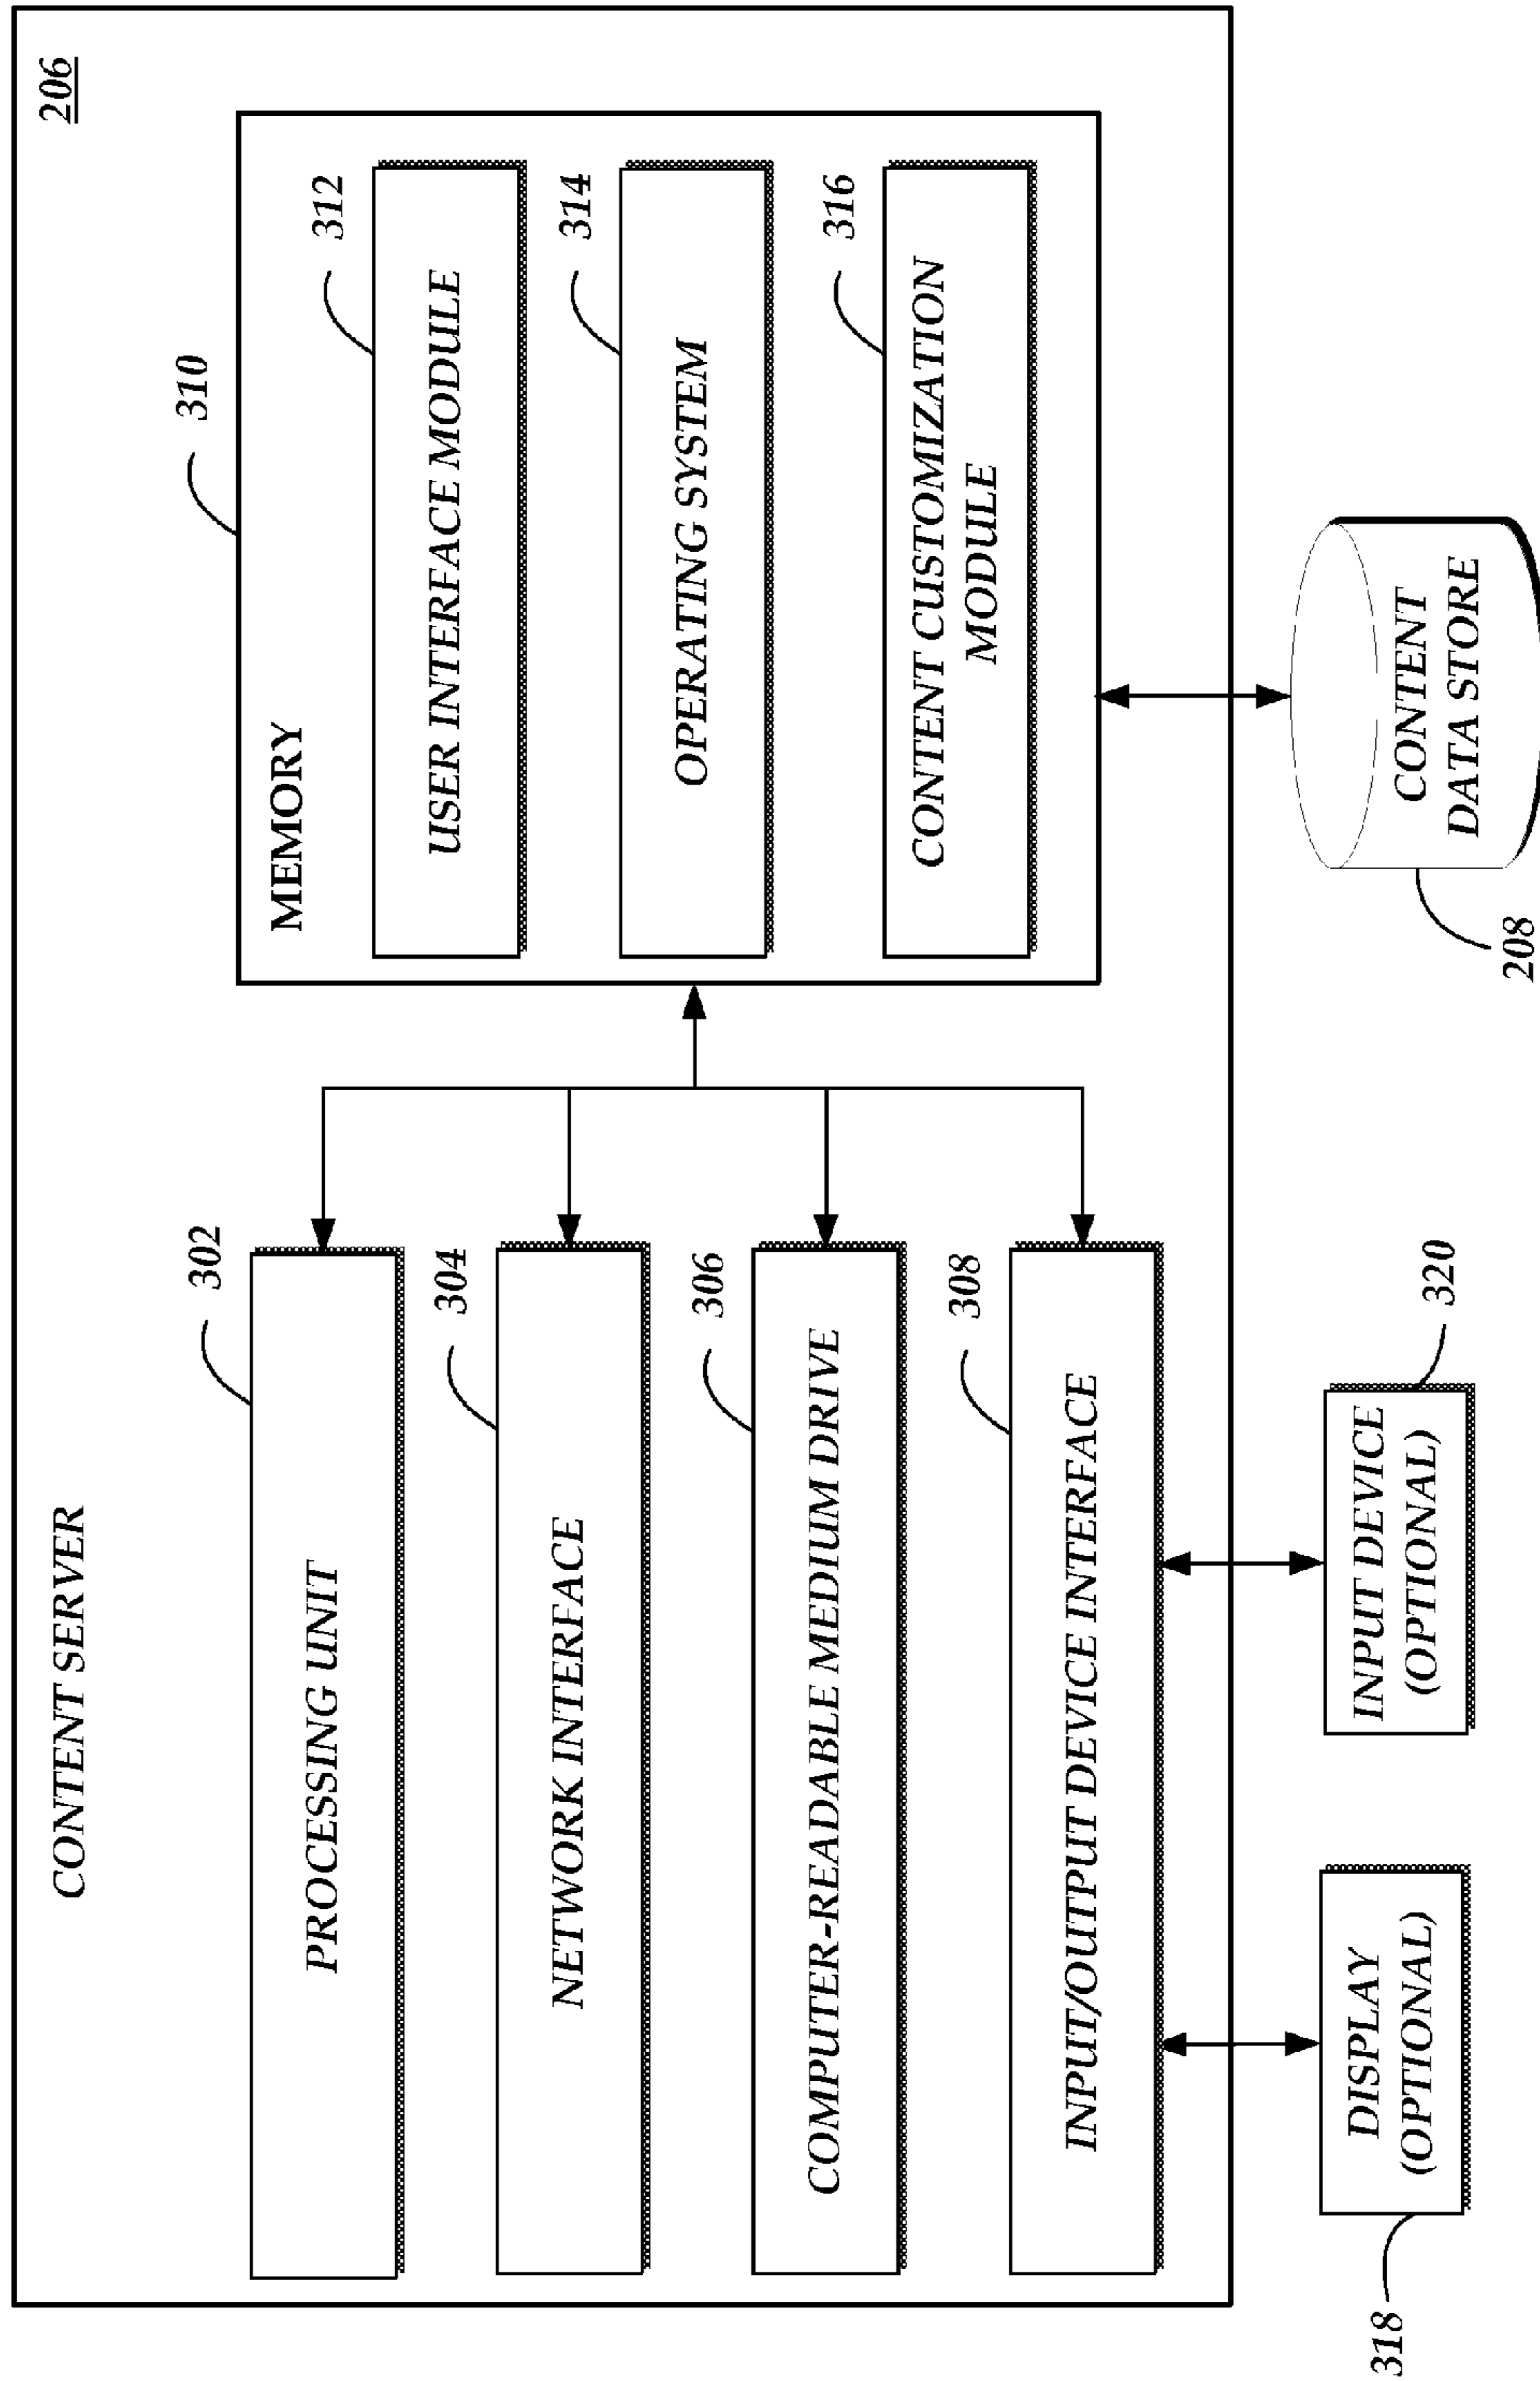 CONTENT SERVER
206
302
PROCESSING UNIT
304
NETWORK INTERFACE
306
COMPUTER-READABLE MEDIUM DRIVE
308
INPUT/OUTPUT DEVICE INTERFACE
310
MEMORY
312
USER INTERFACE MODULE
314
OPERATING SYSTEM
316
CONTENT CUSTOMIZATION
MODULE
318
DISPLAY
(OPTIONAL)
320
INPUT DEVICE
(OPTIONAL)
208
CONTENT
DATA STORE